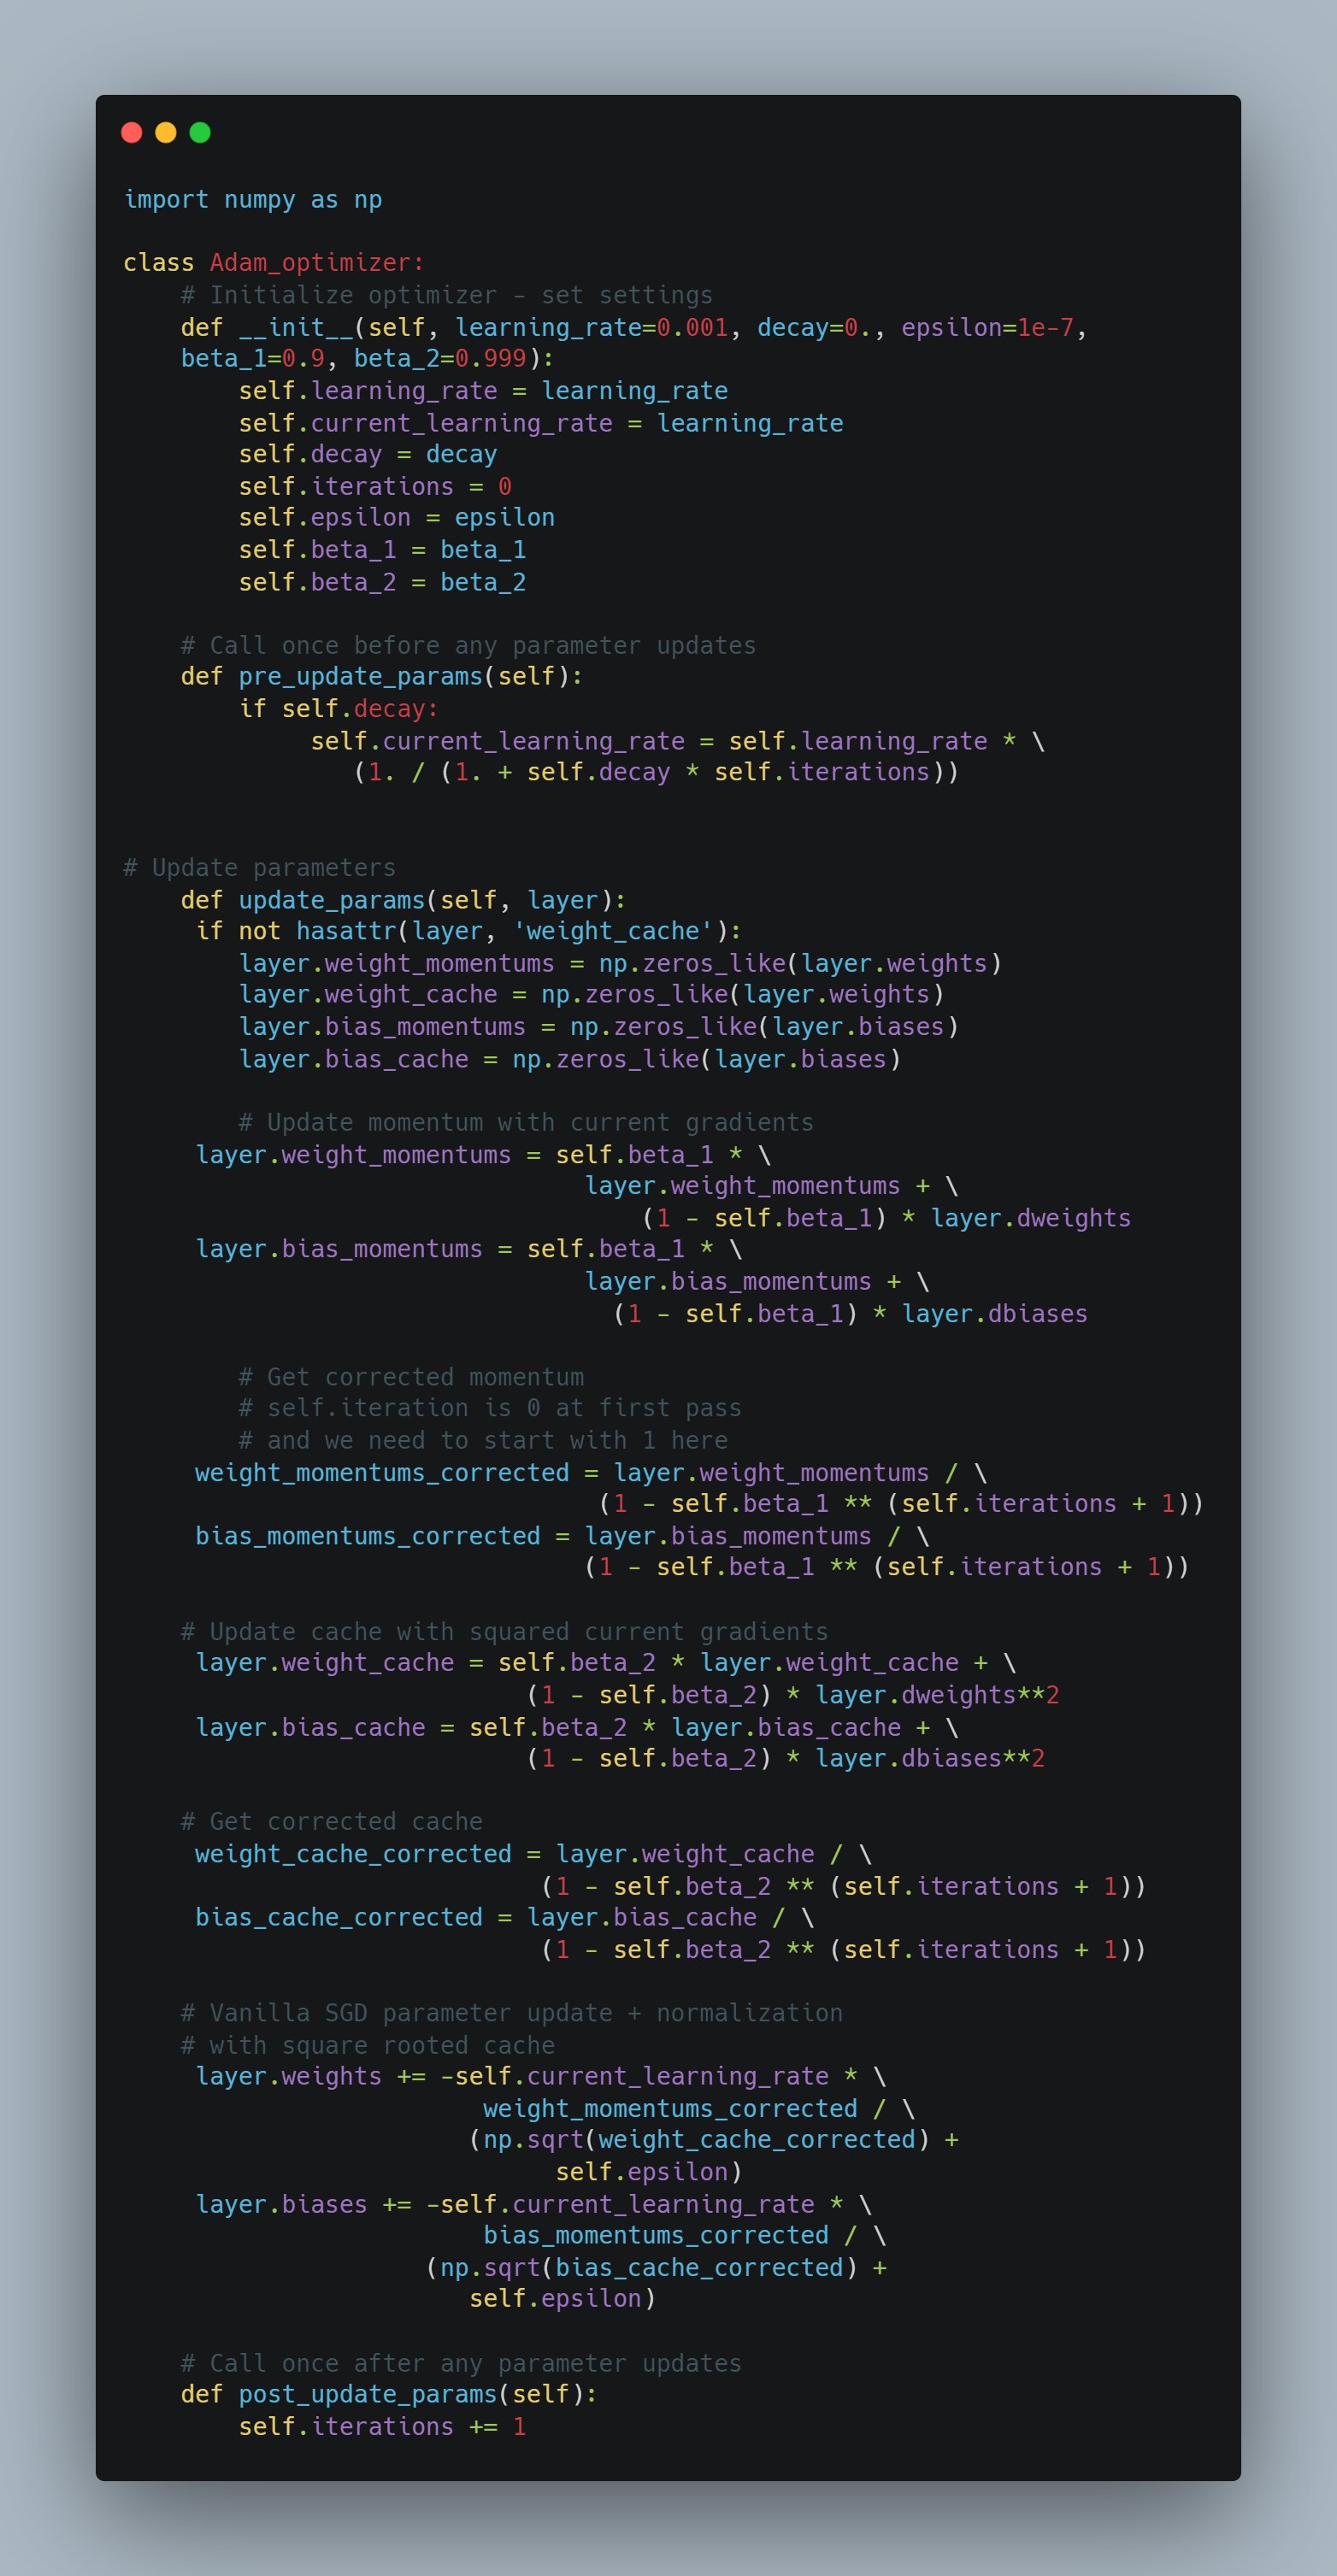 import numpy as np

class Adam_optimizer:
    # Initialize optimizer - set settings
    def __init__(self, learning_rate=0.001, decay=0., epsilon=1e-7,
    beta_1=0.9, beta_2=0.999):
        self.learning_rate = learning_rate
        self.current_learning_rate = learning_rate
        self.decay = decay
        self.iterations = 0
        self.epsilon = epsilon
        self.beta_1 = beta_1
        self.beta_2 = beta_2

    # Call once before any parameter updates
    def pre_update_params(self):
        if self.decay:
             self.current_learning_rate = self.learning_rate * \
                (1. / (1. + self.decay * self.iterations))


# Update parameters
    def update_params(self, layer):
     if not hasattr(layer, 'weight_cache'):
        layer.weight_momentums = np.zeros_like(layer.weights)
        layer.weight_cache = np.zeros_like(layer.weights)
        layer.bias_momentums = np.zeros_like(layer.biases)
        layer.bias_cache = np.zeros_like(layer.biases)

        # Update momentum with current gradients
     layer.weight_momentums = self.beta_1 * \
                                layer.weight_momentums + \
                                    (1 - self.beta_1) * layer.dweights
     layer.bias_momentums = self.beta_1 * \
                                layer.bias_momentums + \
                                  (1 - self.beta_1) * layer.dbiases

        # Get corrected momentum
        # self.iteration is 0 at first pass
        # and we need to start with 1 here
     weight_momentums_corrected = layer.weight_momentums / \
                                 (1 - self.beta_1 ** (self.iterations + 1))
     bias_momentums_corrected = layer.bias_momentums / \
                                (1 - self.beta_1 ** (self.iterations + 1))

    # Update cache with squared current gradients
     layer.weight_cache = self.beta_2 * layer.weight_cache + \
                            (1 - self.beta_2) * layer.dweights**2
     layer.bias_cache = self.beta_2 * layer.bias_cache + \
                            (1 - self.beta_2) * layer.dbiases**2

    # Get corrected cache
     weight_cache_corrected = layer.weight_cache / \
                             (1 - self.beta_2 ** (self.iterations + 1))
     bias_cache_corrected = layer.bias_cache / \
                             (1 - self.beta_2 ** (self.iterations + 1))

    # Vanilla SGD parameter update + normalization
    # with square rooted cache
     layer.weights += -self.current_learning_rate * \
                         weight_momentums_corrected / \
                        (np.sqrt(weight_cache_corrected) +
                              self.epsilon)
     layer.biases += -self.current_learning_rate * \
                         bias_momentums_corrected / \
                     (np.sqrt(bias_cache_corrected) +
                        self.epsilon)

    # Call once after any parameter updates
    def post_update_params(self):
        self.iterations += 1